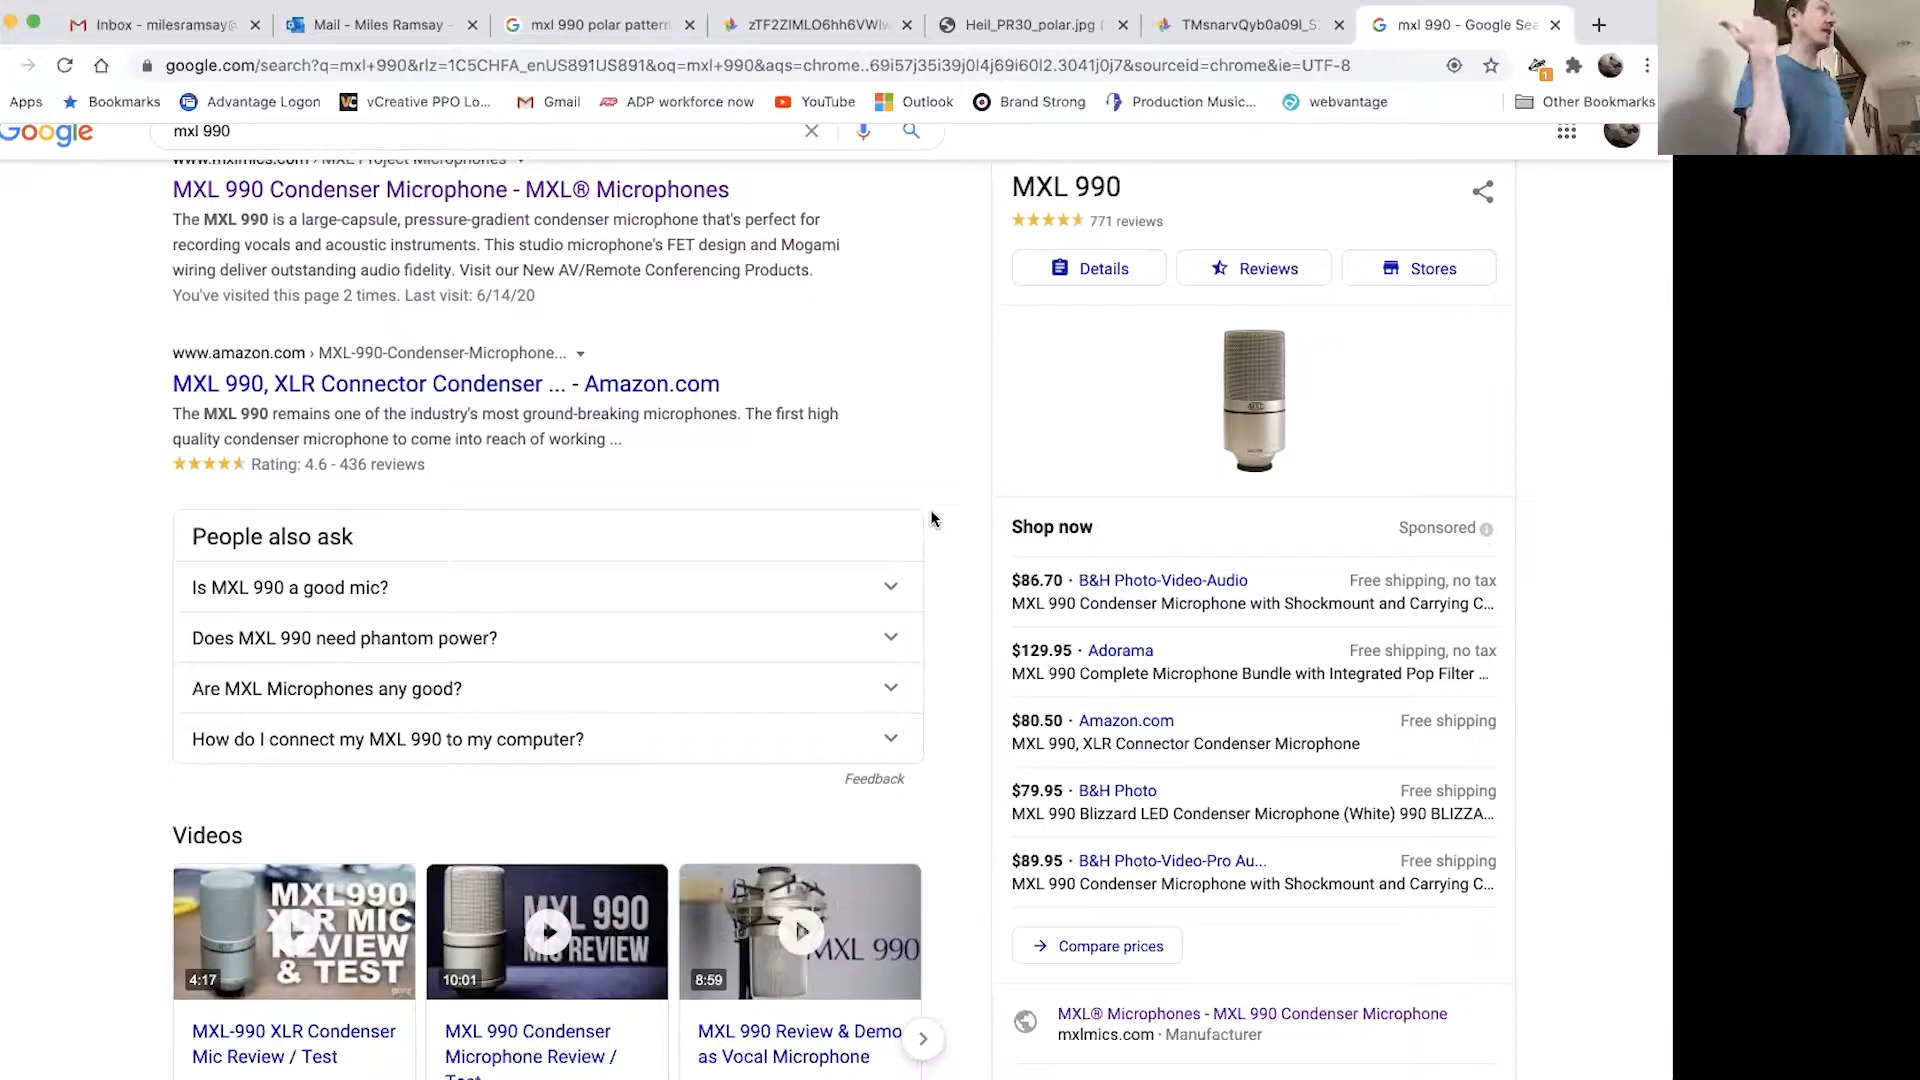 Inbox - milesramsay@
Mail - Miles Ramsay -
mxl 990 polar pattern
zTF2ZlMLO6hh6VWlw
Heil_PR30_polar.jpg (
TMsnarvQyb0a09l_S
mxl 990 - Google Sea
google.com/search?q=mxl+990&rlz=1C5CHFA_enUS891US891&oq=mxl+990&aqs=chrome..69i57j35i39j0l4j69i60l2.3041j0j7&sourceid=chrome&ie=UTF-8
1
Apps
Bookmarks
Advantage Logon
VC
vCreative PPO Lo...
Gmail
ADP workforce now
YouTube
Outlook
Brand Strong
Production Music...
webvantage
Other Bookmarks
Google
mxl 990
www.mxlmics.com › MXL Project Microphones
MXL 990 Condenser Microphone - MXL® Microphones
The MXL 990 is a large-capsule, pressure-gradient condenser microphone that's perfect for
recording vocals and acoustic instruments. This studio microphone's FET design and Mogami
wiring deliver outstanding audio fidelity. Visit our New AV/Remote Conferencing Products.
You've visited this page 2 times. Last visit: 6/14/20
www.amazon.com › MXL-990-Condenser-Microphone...
MXL 990, XLR Connector Condenser ... - Amazon.com
The MXL 990 remains one of the industry's most ground-breaking microphones. The first high
quality condenser microphone to come into reach of working ...
Rating: 4.6 - 436 reviews
People also ask
Is MXL 990 a good mic?
Does MXL 990 need phantom power?
Are MXL Microphones any good?
How do I connect my MXL 990 to my computer?
Feedback
Videos
MXL990
XLR MIC
REVIEW
& TEST
4:17
MXL-990 XLR Condenser
Mic Review / Test
MXL 990
MIC REVIEW
10:01
MXL 990 Condenser
Microphone Review /
Test
MXL 990
8:59
MXL 990 Review & Demo
as Vocal Microphone
MXL 990
771 reviews
Details
Reviews
Stores
MXL
Shop now
Sponsored
$86.70 · B&H Photo-Video-Audio
Free shipping, no tax
MXL 990 Condenser Microphone with Shockmount and Carrying C...
$129.95 · Adorama
Free shipping, no tax
MXL 990 Complete Microphone Bundle with Integrated Pop Filter ...
$80.50 · Amazon.com
Free shipping
MXL 990, XLR Connector Condenser Microphone
$79.95 · B&H Photo
Free shipping
MXL 990 Blizzard LED Condenser Microphone (White) 990 BLIZZA...
$89.95 · B&H Photo-Video-Pro Au...
Free shipping
MXL 990 Condenser Microphone with Shockmount and Carrying C...
Compare prices
MXL® Microphones - MXL 990 Condenser Microphone
mxlmics.com · Manufacturer